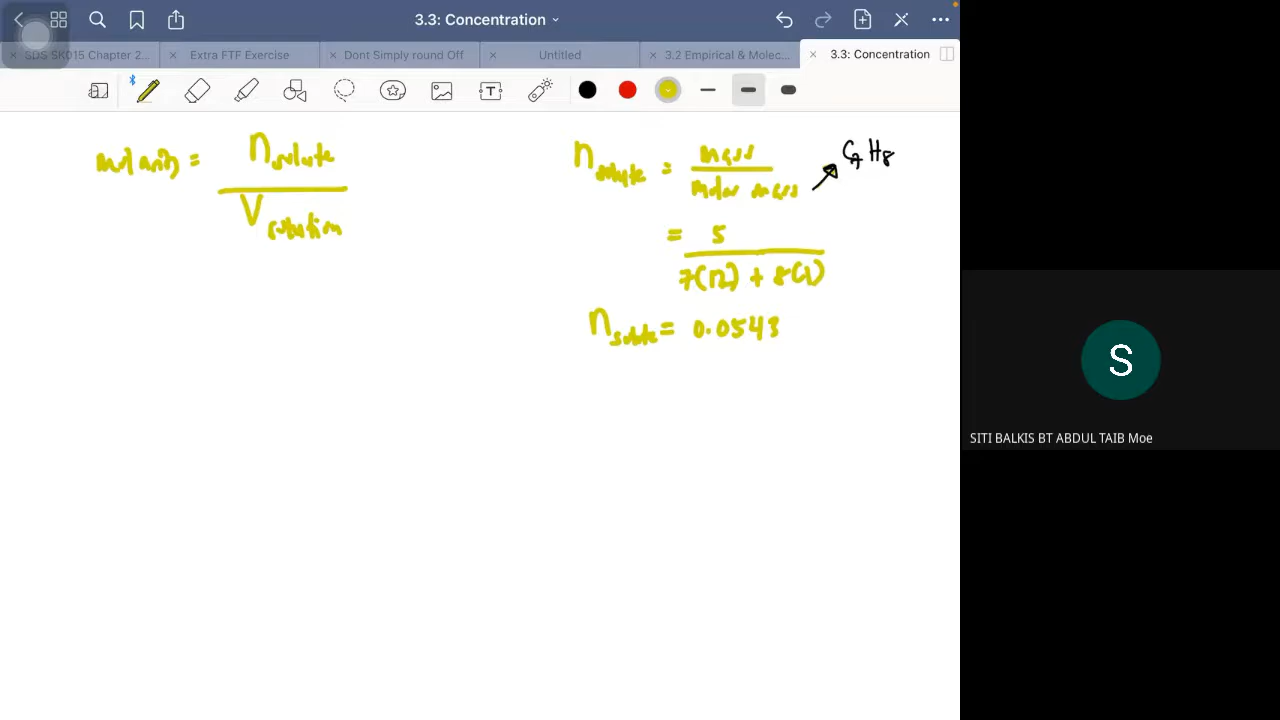 3.3: Concentration
SDS SK015 Chapter 2...
Extra FTF Exercise
Dont Simply round Off
Untitled
3.2 Empirical & Molec...
3.3: Concentration
molarity = n solute
V solution
n solute = mass
molar mass
C7H8
= 5
7(12) + 8(1)
n solute = 0.0543
S
SITI BALKIS BT ABDUL TAIB Moe